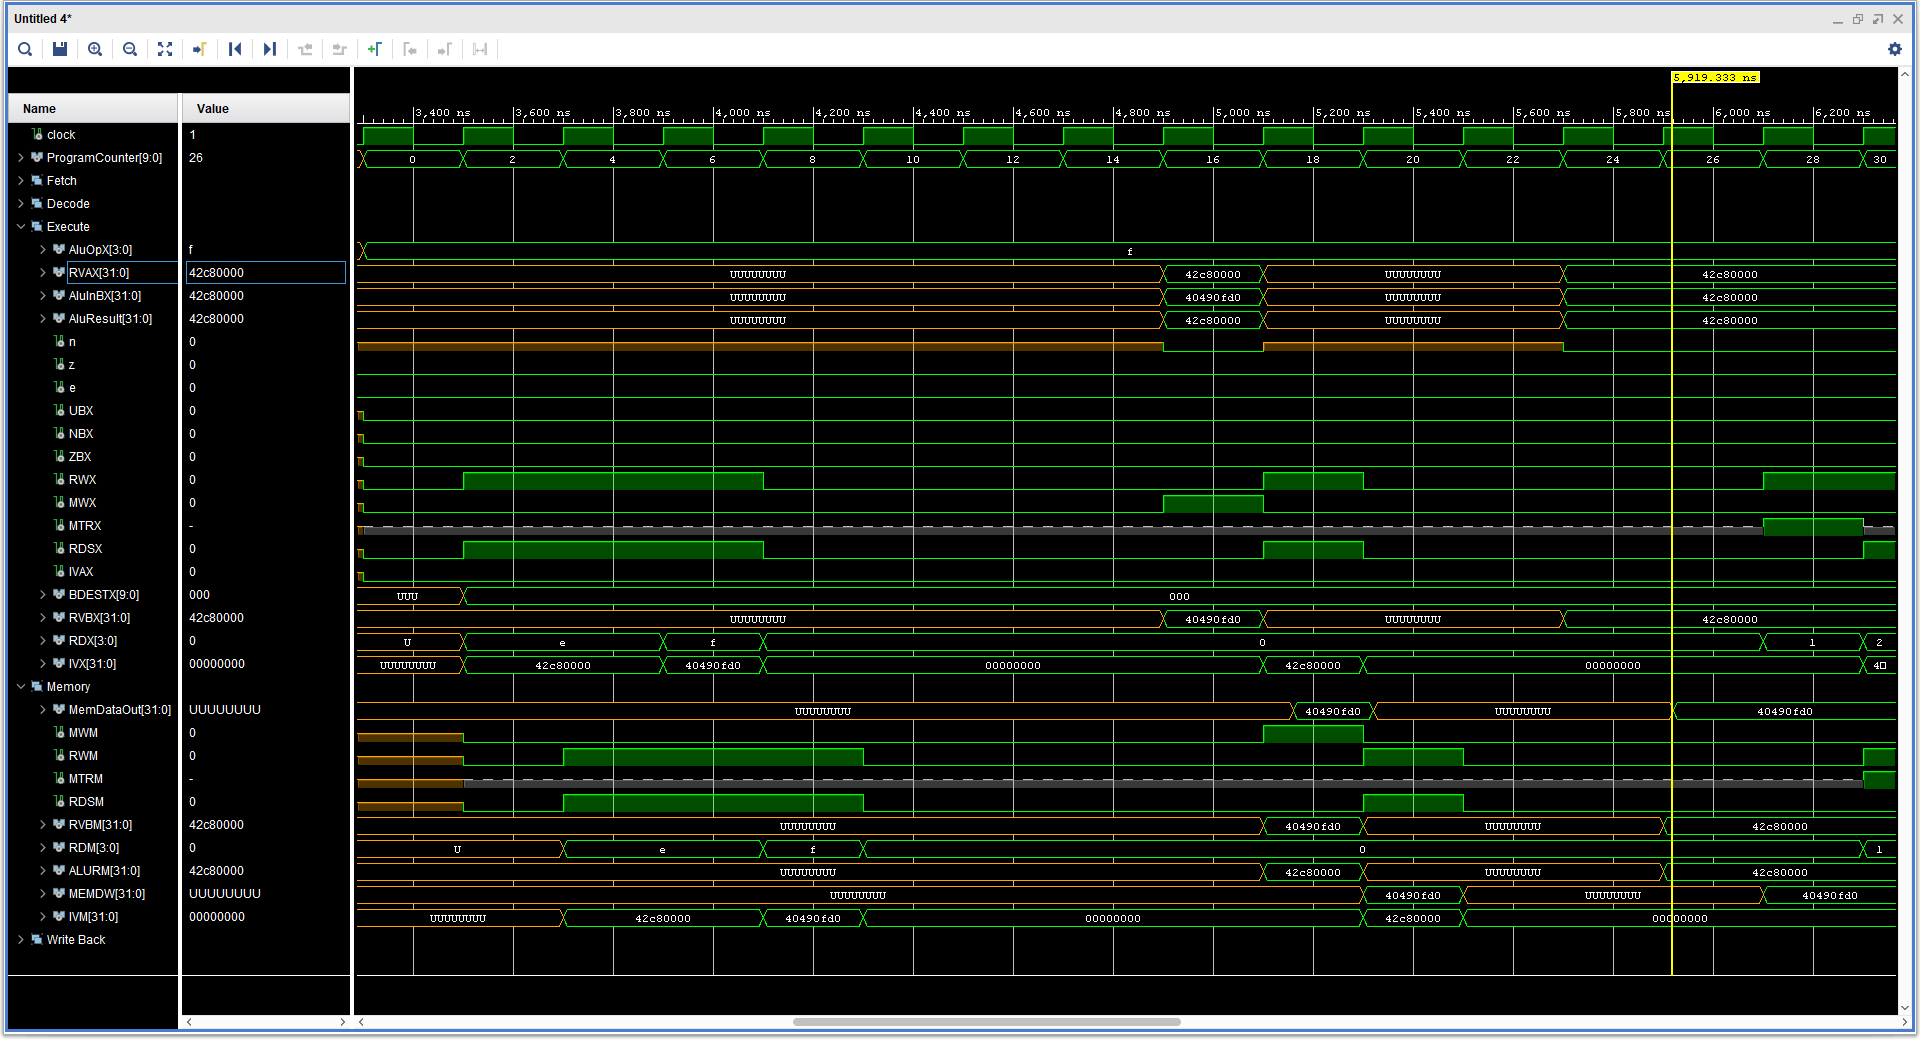 Untitled 4*
5,919.333 ns
Name Value
3,400 ns 3,600 ns 3,800 ns 4,000 ns 4,200 ns 4,400 ns 4,600 ns 4,800 ns 5,000 ns 5,200 ns 5,400 ns 5,600 ns 5,800 ns 6,000 ns 6,200 ns
clock 1
ProgramCounter[9:0] 26 0 2 4 6 8 10 12 14 16 18 20 22 24 26 28 30
Fetch
Decode
Execute
AluOpX[3:0] f f
RVAX[31:0] 42c80000 UUUUUUUU 42c80000 UUUUUUUU 42c80000
AluInBX[31:0] 42c80000 UUUUUUUU 40490fd0 UUUUUUUU 42c80000
AluResult[31:0] 42c80000 UUUUUUUU 42c80000 UUUUUUUU 42c80000
n 0
z 0
e 0
UBX 0
NBX 0
ZBX 0
RWX 0
MWX 0
MTRX -
RDSX 0
IVAX 0
BDESTX[9:0] 000 UUU 000
RVBX[31:0] 42c80000 UUUUUUUU 40490fd0 UUUUUUUU 42c80000
RDX[3:0] 0 U e f 0 1 2
IVX[31:0] 00000000 UUUUUUUU 42c80000 40490fd0 00000000 42c80000 00000000 4
Memory
MemDataOut[31:0] UUUUUUUU UUUUUUUU 40490fd0 UUUUUUUU 40490fd0
MWM 0
RWM 0
MTRM -
RDSM 0
RVBM[31:0] 42c80000 UUUUUUUU 40490fd0 UUUUUUUU 42c80000
RDM[3:0] 0 U e f 0 1
ALURM[31:0] 42c80000 UUUUUUUU 42c80000 UUUUUUUU 42c80000
MEMDW[31:0] UUUUUUUU UUUUUUUU 40490fd0 UUUUUUUU 40490fd0
IVM[31:0] 00000000 UUUUUUUU 42c80000 40490fd0 00000000 42c80000 00000000
Write Back